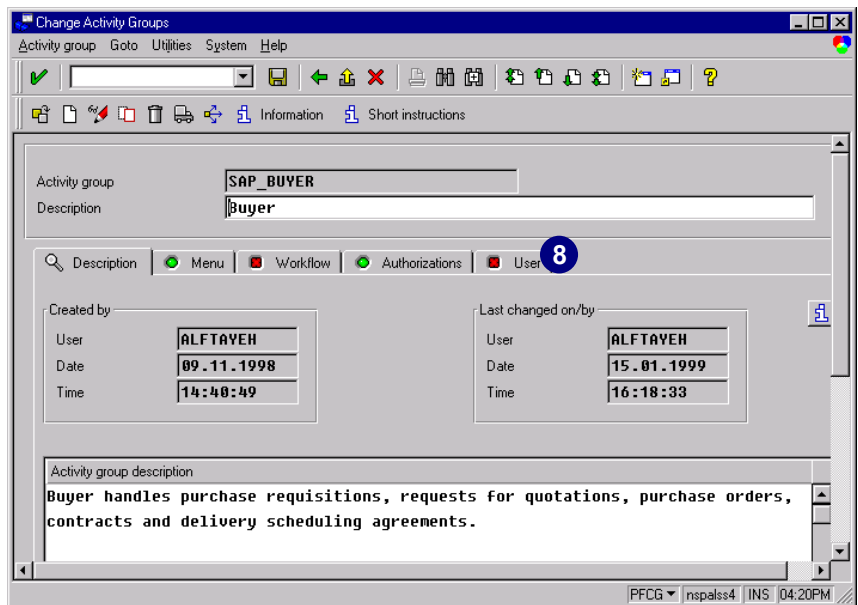 Change Activity Groups
Activity group Goto Utilities System Help
Information Short instructions
Activity group SAP_BUYER
Description Buyer
Description Menu Workflow Authorizations User 8
Created by Last changed on/by
User ALFTAYEH User ALFTAYEH
Date 09.11.1998 Date 15.01.1999
Time 14:40:49 Time 16:18:33
Activity group description
Buyer handles purchase requisitions, requests for quotations, purchase orders,
contracts and delivery scheduling agreements.
PFCG nspalss4 INS 04:20PM